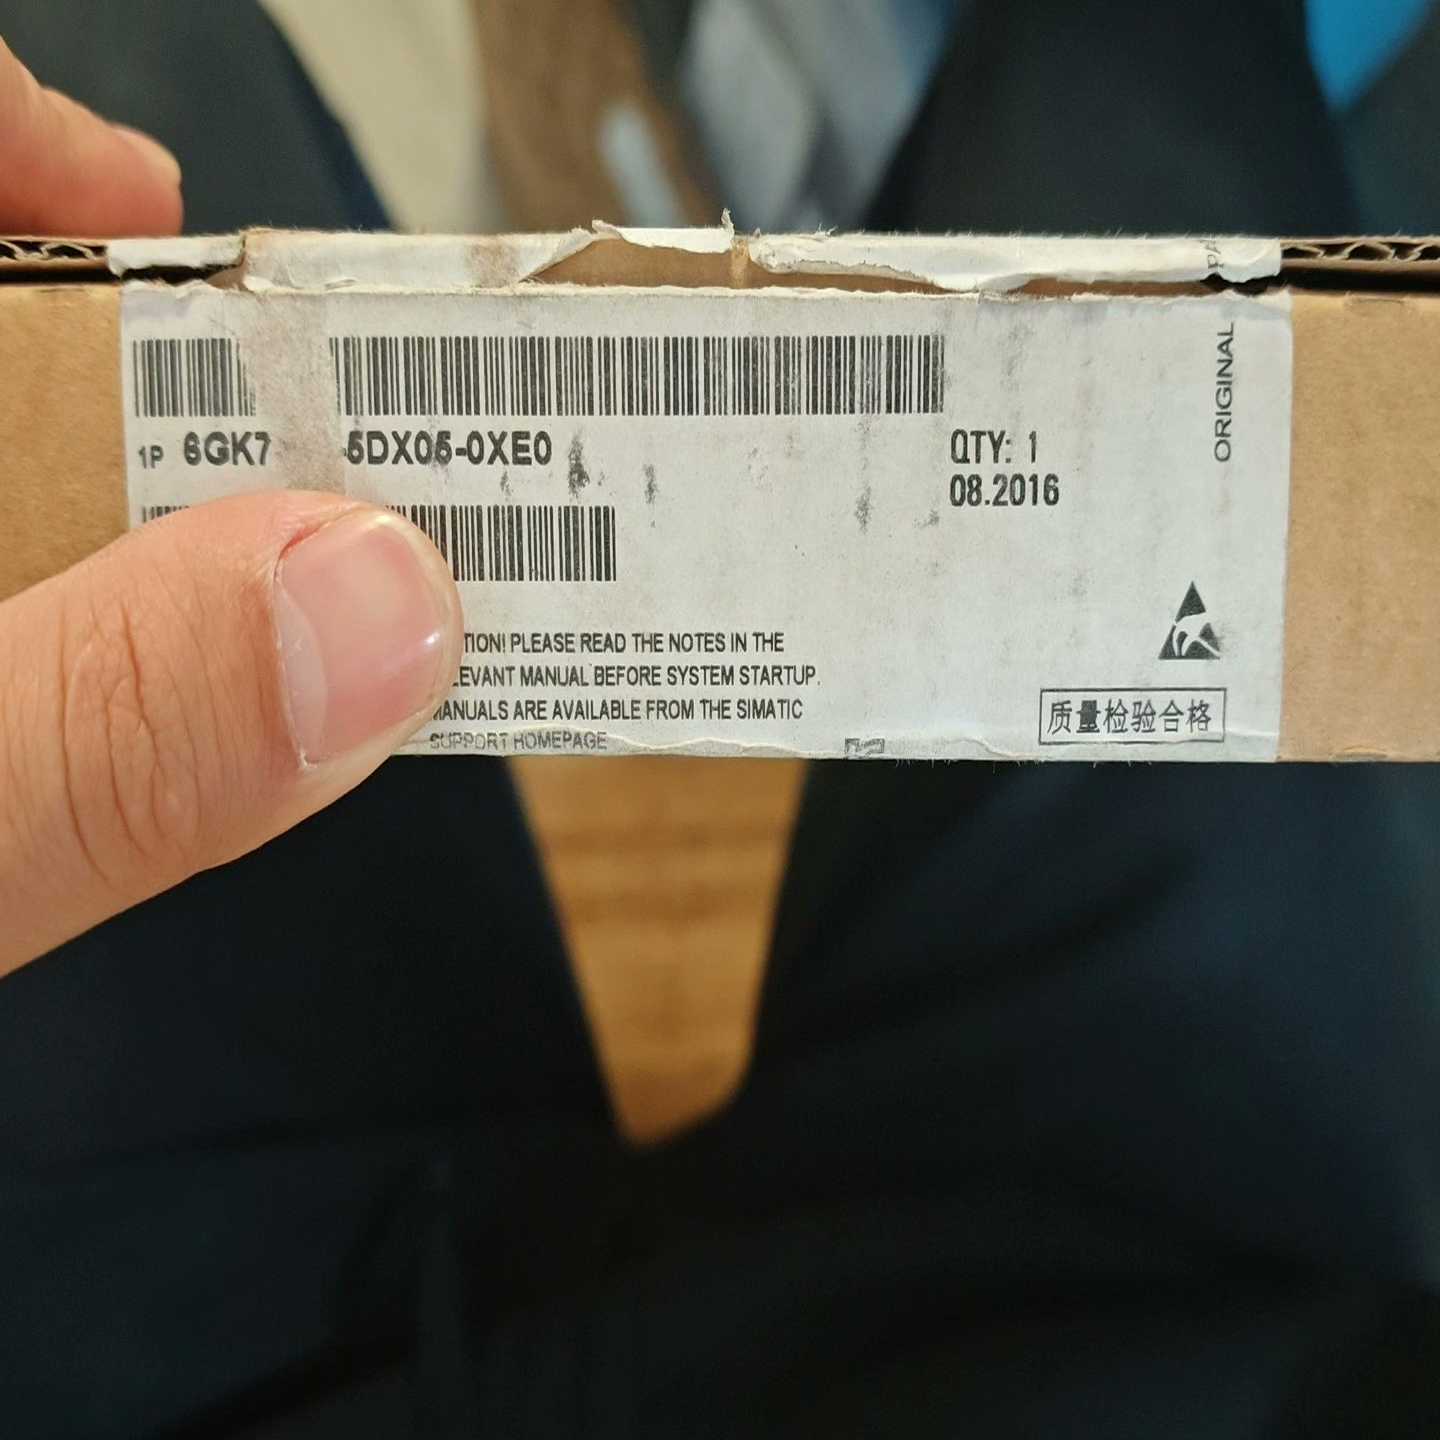 1P 6GK7 -5DX05-0XE0
QTY: 1
08.2016
ORIGINAL
TION! PLEASE READ THE NOTES IN THE
LEVANT MANUAL BEFORE SYSTEM STARTUP.
MANUALS ARE AVAILABLE FROM THE SIMATIC
SUPPORT HOMEPAGE
质量检验合格